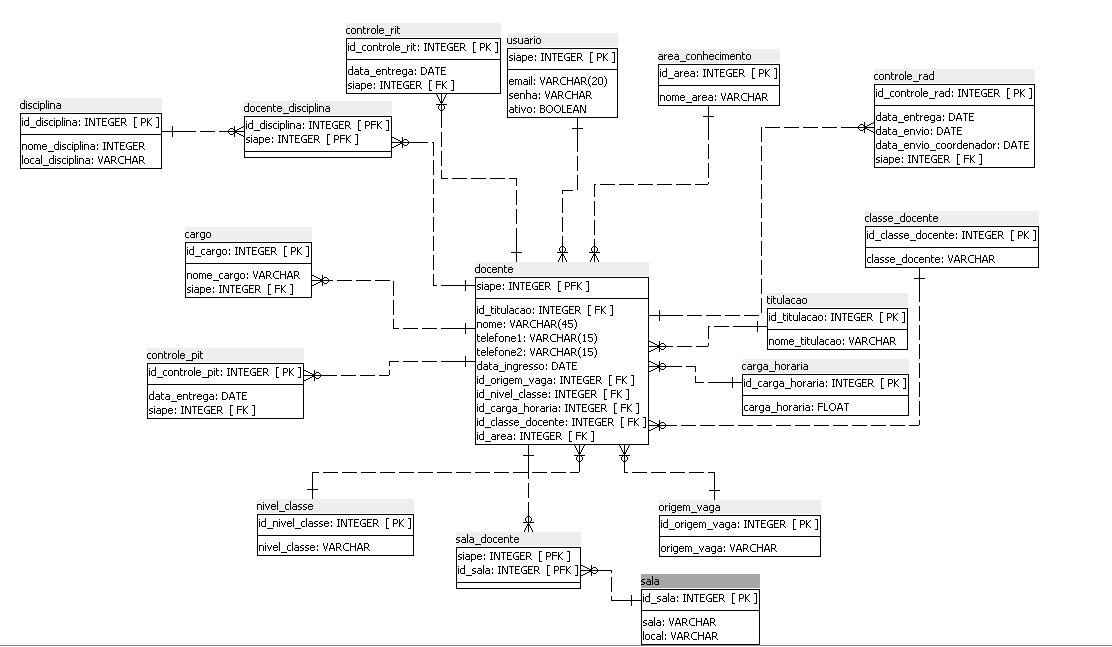 controle_rit
id_controle_rit: INTEGER [ PK ]
data_entrega: DATE
siape: INTEGER [ FK ]
usuario
siape: INTEGER [ PK ]
email: VARCHAR(20)
senha: VARCHAR
ativo: BOOLEAN
area_conhecimento
id_area: INTEGER [ PK ]
nome_area: VARCHAR
controle_rad
id_controle_rad: INTEGER [ PK ]
data_entrega: DATE
data_envio: DATE
data_envio_coordenador: DATE
siape: INTEGER [ FK ]
disciplina
id_disciplina: INTEGER [ PK ]
nome_disciplina: INTEGER
local_disciplina: VARCHAR
docente_disciplina
id_disciplina: INTEGER [ PFK ]
siape: INTEGER [ PFK ]
classe_docente
id_classe_docente: INTEGER [ PK ]
classe_docente: VARCHAR
cargo
id_cargo: INTEGER [ PK ]
nome_cargo: VARCHAR
siape: INTEGER [ FK ]
docente
siape: INTEGER [ PFK ]
id_titulacao: INTEGER [ FK ]
nome: VARCHAR(45)
telefone1: VARCHAR(15)
telefone2: VARCHAR(15)
data_ingresso: DATE
id_origem_vaga: INTEGER [ FK ]
id_nivel_classe: INTEGER [ FK ]
id_carga_horaria: INTEGER [ FK ]
id_classe_docente: INTEGER [ FK ]
id_area: INTEGER [ FK ]
titulacao
id_titulacao: INTEGER [ PK ]
nome_titulacao: VARCHAR
controle_pit
id_controle_pit: INTEGER [ PK ]
data_entrega: DATE
siape: INTEGER [ FK ]
carga_horaria
id_carga_horaria: INTEGER [ PK ]
carga_horaria: FLOAT
nivel_classe
id_nivel_classe: INTEGER [ PK ]
nivel_classe: VARCHAR
origem_vaga
id_origem_vaga: INTEGER [ PK ]
origem_vaga: VARCHAR
sala_docente
siape: INTEGER [ PFK ]
id_sala: INTEGER [ PFK ]
sala
id_sala: INTEGER [ PK ]
sala: VARCHAR
local: VARCHAR